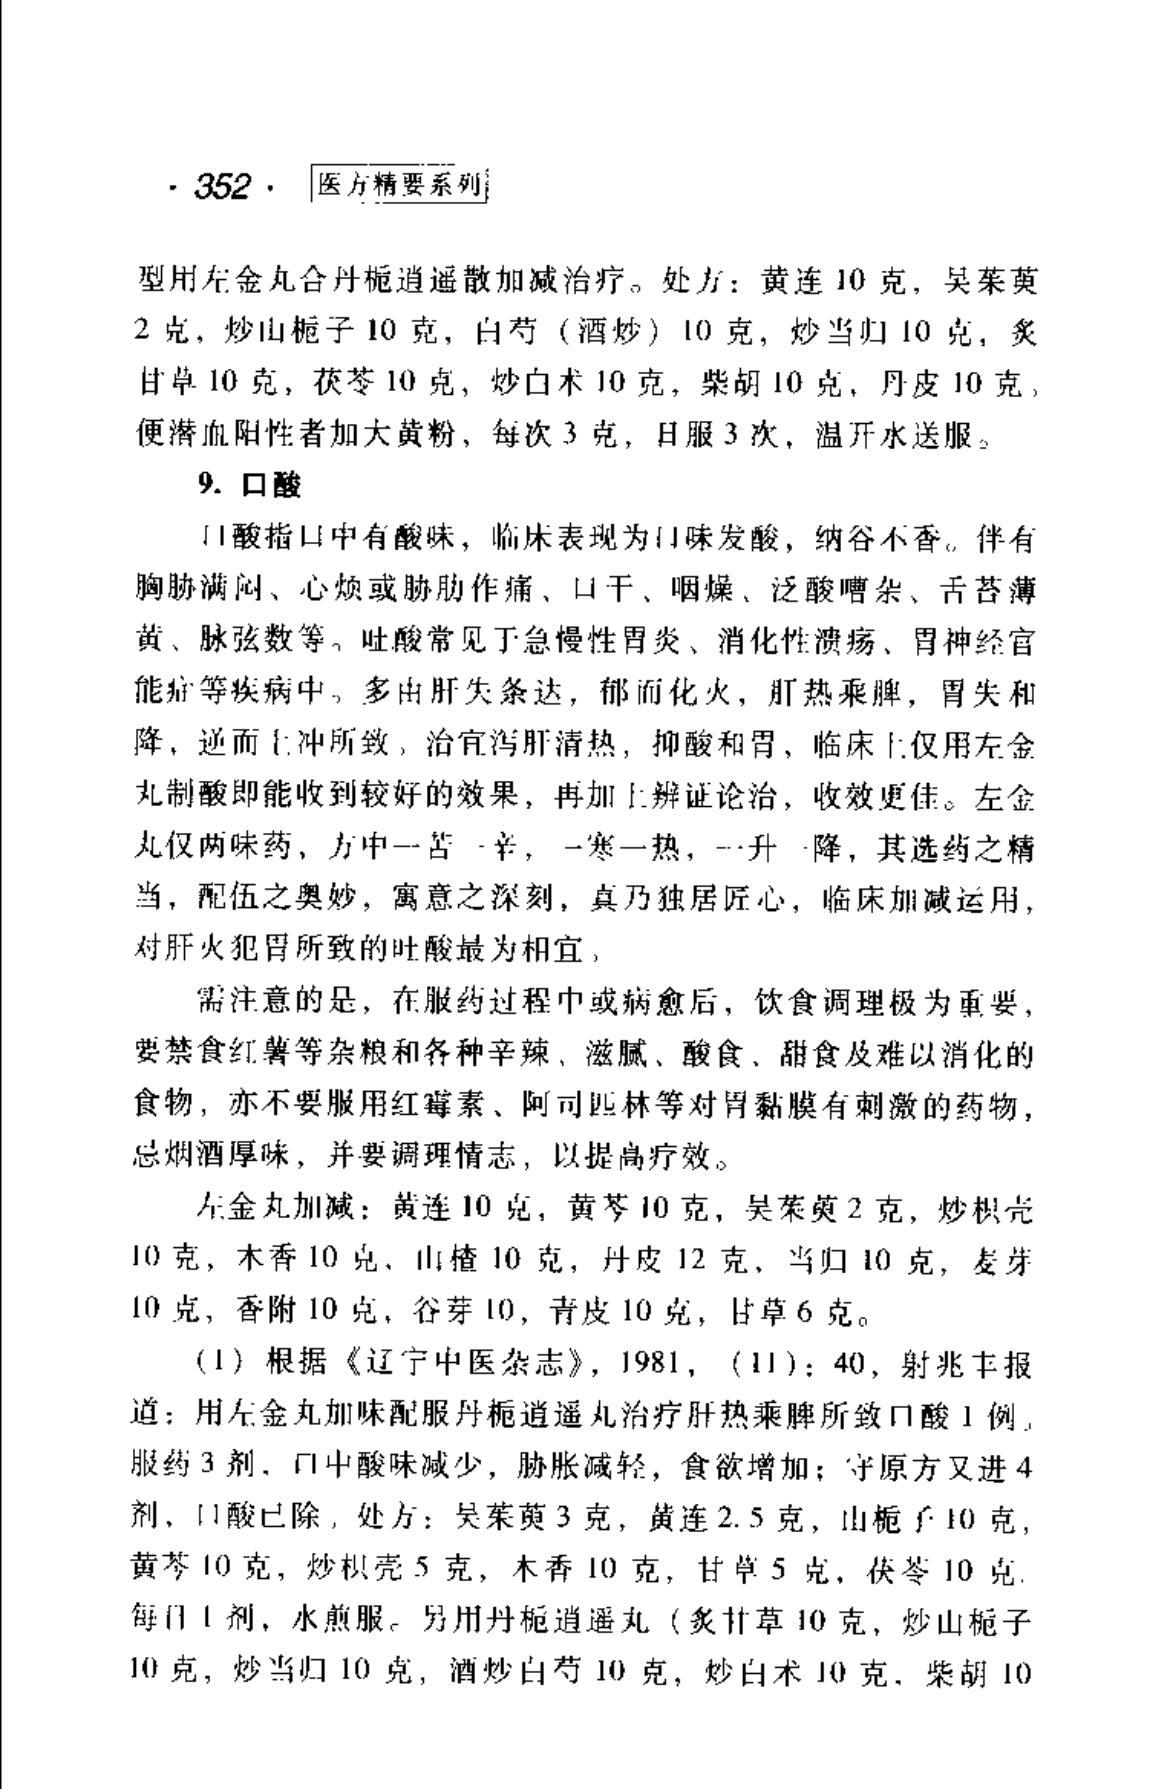 · 352 · 医方精要系列
型用左金丸合丹栀逍遥散加减治疗。处方：黄连 10 克，吴茱萸
2 克，炒山栀子 10 克，白芍（酒炒）10 克，炒当归 10 克，炙
甘草 10 克，茯苓 10 克，炒白术 10 克，柴胡 10 克，丹皮 10 克。
便潜血阳性者加大黄粉，每次 3 克，日服 3 次，温开水送服。
9. 口酸
口酸指口中有酸味，临床表现为口味发酸，纳谷不香。伴有
胸胁满闷、心烦或胁肋作痛、口干、咽燥、泛酸嘈杂、舌苔薄
黄、脉弦数等。吐酸常见于急慢性胃炎、消化性溃疡、胃神经官
能症等疾病中。多由肝失条达，郁而化火，肝热乘脾，胃失和
降，逆而上冲所致。治宜泻肝清热，抑酸和胃，临床上仅用左金
丸制酸即能收到较好的效果，再加上辨证论治，收效更佳。左金
丸仅两味药，方中一苦一辛，一寒一热，一升一降，其选药之精
当，配伍之奥妙，寓意之深刻，真乃独居匠心，临床加减运用，
对肝火犯胃所致的吐酸最为相宜。
需注意的是，在服药过程中或病愈后，饮食调理极为重要，
要禁食红薯等杂粮和各种辛辣、滋腻、酸食、甜食及难以消化的
食物，亦不要服用红霉素、阿司匹林等对胃黏膜有刺激的药物，
忌烟酒厚味，并要调理情志，以提高疗效。
左金丸加减：黄连 10 克，黄芩 10 克，吴茱萸 2 克，炒枳壳
10 克，木香 10 克，山楂 10 克，丹皮 12 克，当归 10 克，麦芽
10 克，香附 10 克，谷芽 10，青皮 10 克，甘草 6 克。
（1）根据《辽宁中医杂志》，1981，（11）：40，射兆丰报
道：用左金丸加味配服丹栀逍遥丸治疗肝热乘脾所致口酸 1 例。
服药 3 剂，口中酸味减少，胁胀减轻，食欲增加；守原方又进 4
剂，口酸已除。处方：吴茱萸 3 克，黄连 2.5 克，山栀子 10 克，
黄芩 10 克，炒枳壳 5 克，木香 10 克，甘草 5 克，茯苓 10 克。
每日 1 剂，水煎服。另用丹栀逍遥丸（炙甘草 10 克，炒山栀子
10 克，炒当归 10 克，酒炒白芍 10 克，炒白术 10 克，柴胡 10